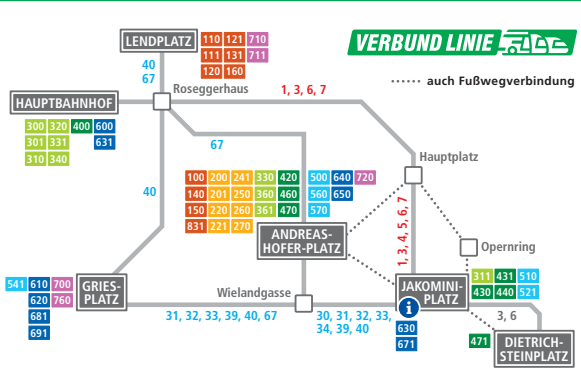 LENDPLATZ
110 121 710
111 131 711
120 160
VERBUND LINIE
auch Fußwegverbindung
40
67
Roseggerhaus
1, 3, 6, 7
HAUPTBAHNHOF
300 320 400 600
301 331 631
310 340
67
Hauptplatz
40
100 200 241 330 420 500 640 720
140 201 250 360 460 560 650
150 220 260 361 470 570
831 221 270
1, 3, 4, 5, 6, 7
ANDREAS-
HOFER-PLATZ
Opernring
541 610 700
620 760
681
691
GRIES-
PLATZ
Wielandgasse
JAKOMINI-
PLATZ
311 431 510
430 440 521
31, 32, 33, 39, 40, 67
30, 31, 32, 33,
34, 39, 40
i
630
671
3, 6
471
DIETRICH-
STEINPLATZ